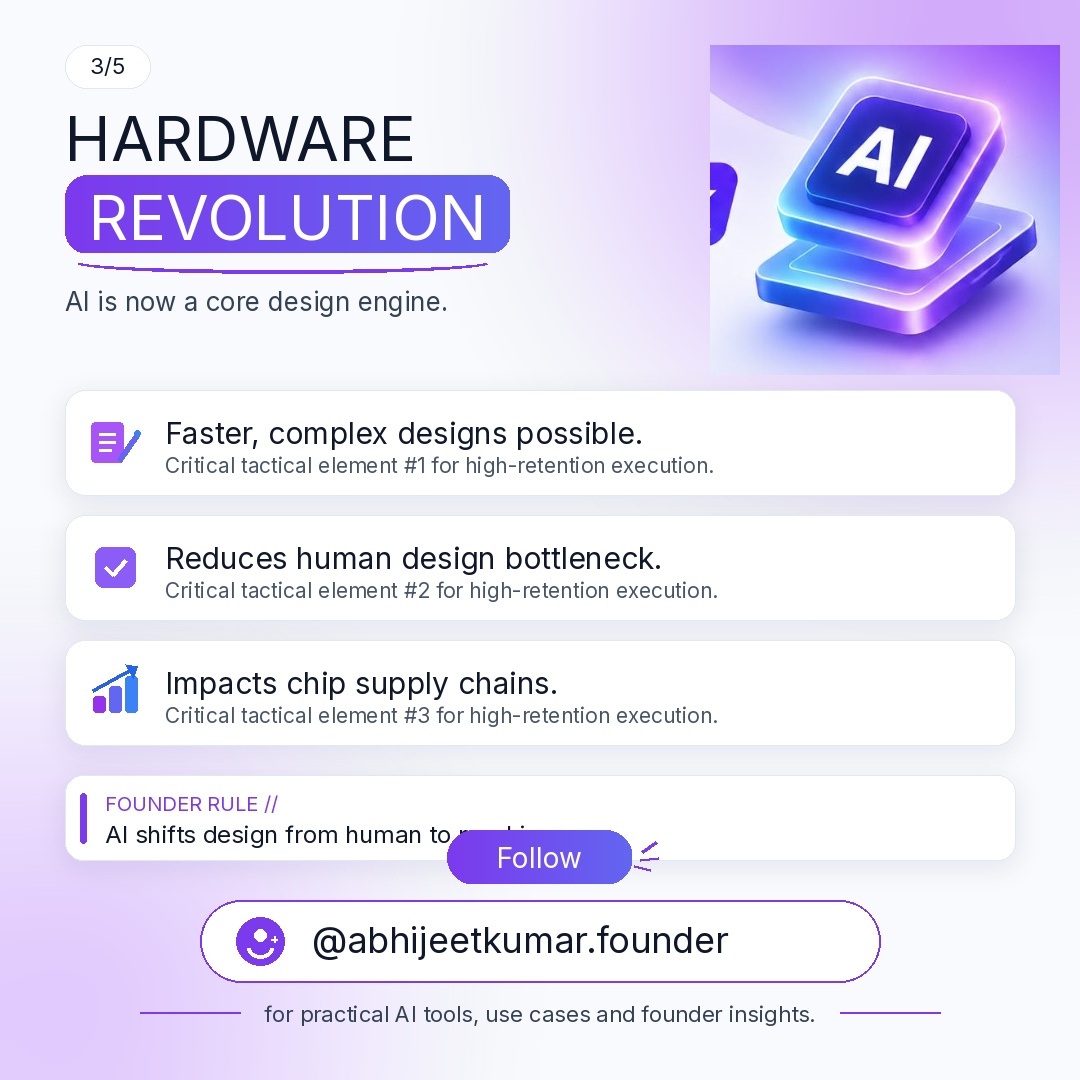 3/5
HARDWARE
REVOLUTION
AI is now a core design engine.
AI
Faster, complex designs possible.
Critical tactical element #1 for high-retention execution.
Reduces human design bottleneck.
Critical tactical element #2 for high-retention execution.
Impacts chip supply chains.
Critical tactical element #3 for high-retention execution.
FOUNDER RULE //
AI shifts design from human to
Follow
@abhijeetkumar.founder
for practical AI tools, use cases and founder insights.